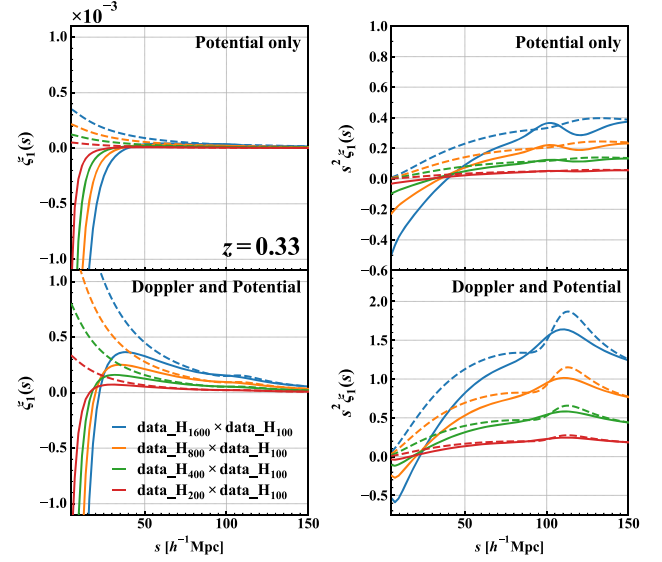 ×10⁻³
Potential only
1.0
0.5
0.0
−0.5
−1.0
ξ₁(s)
z = 0.33
Potential only
1.0
0.8
0.6
0.4
0.2
0.0
−0.2
−0.4
−0.6
s² ξ₁(s)
Doppler and Potential
1.0
0.5
0.0
−0.5
−1.0
ξ₁(s)
data_H₁₆₀₀ × data_H₁₀₀
data_H₈₀₀ × data_H₁₀₀
data_H₄₀₀ × data_H₁₀₀
data_H₂₀₀ × data_H₁₀₀
50 100 150
s [h⁻¹Mpc]
Doppler and Potential
2.0
1.5
1.0
0.5
0.0
−0.5
s² ξ₁(s)
50 100 150
s [h⁻¹Mpc]